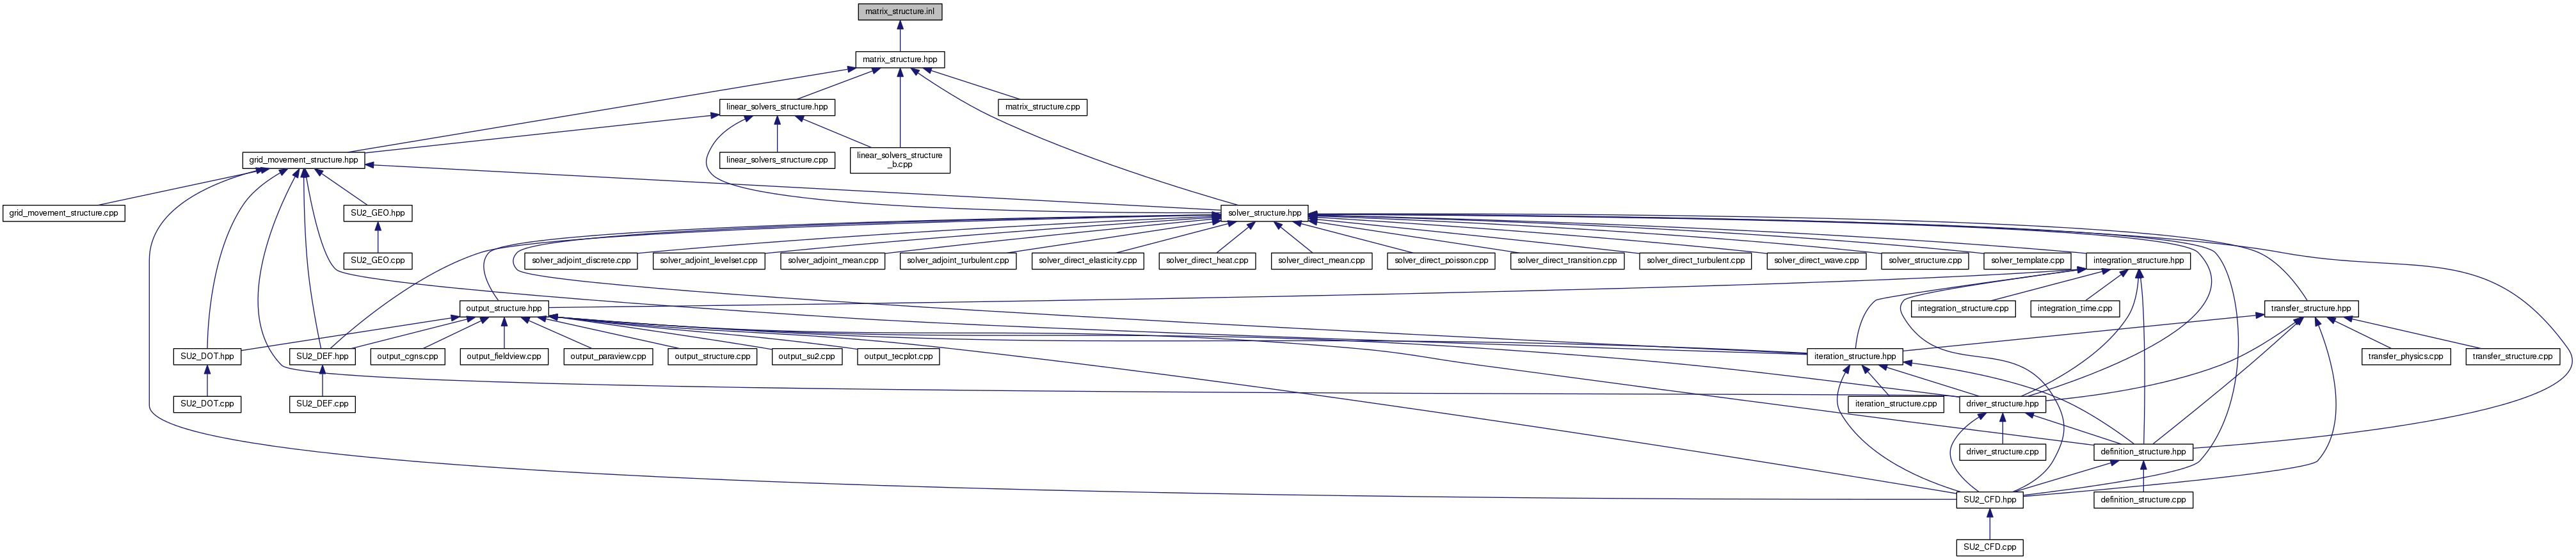 matrix_structure.inl
matrix_structure.hpp
linear_solvers_structure.hpp
matrix_structure.cpp
grid_movement_structure.hpp
linear_solvers_structure.cpp
linear_solvers_structure
_b.cpp
grid_movement_structure.cpp
SU2_GEO.hpp
solver_structure.hpp
SU2_GEO.cpp
solver_adjoint_discrete.cpp
solver_adjoint_levelset.cpp
solver_adjoint_mean.cpp
solver_adjoint_turbulent.cpp
solver_direct_elasticity.cpp
solver_direct_heat.cpp
solver_direct_mean.cpp
solver_direct_poisson.cpp
solver_direct_transition.cpp
solver_direct_turbulent.cpp
solver_direct_wave.cpp
solver_structure.cpp
solver_template.cpp
integration_structure.hpp
output_structure.hpp
integration_structure.cpp
integration_time.cpp
transfer_structure.hpp
SU2_DOT.hpp
SU2_DEF.hpp
output_cgns.cpp
output_fieldview.cpp
output_paraview.cpp
output_structure.cpp
output_su2.cpp
output_tecplot.cpp
iteration_structure.hpp
transfer_physics.cpp
transfer_structure.cpp
SU2_DOT.cpp
SU2_DEF.cpp
iteration_structure.cpp
driver_structure.hpp
driver_structure.cpp
definition_structure.hpp
SU2_CFD.hpp
definition_structure.cpp
SU2_CFD.cpp